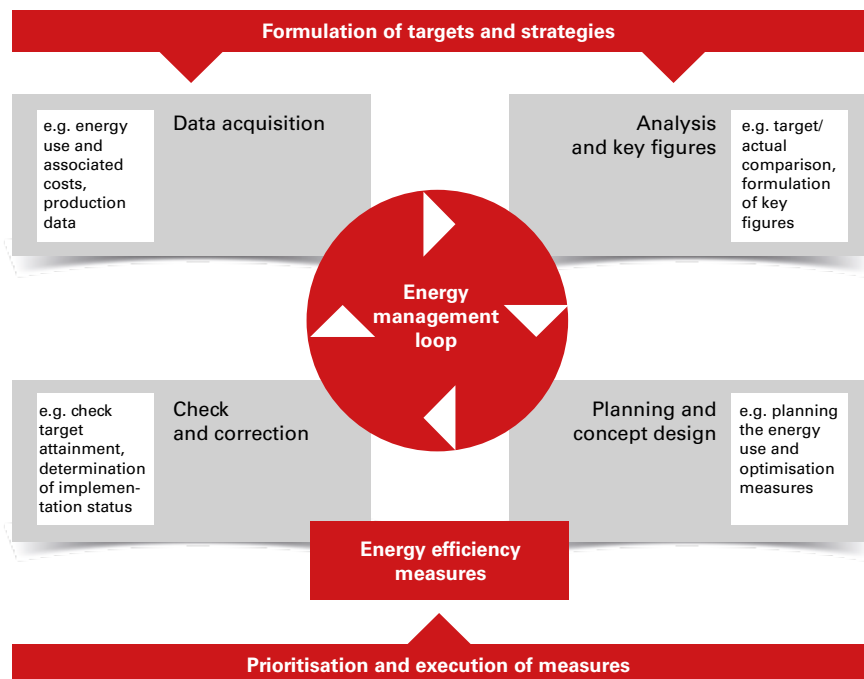 Formulation of targets and strategies
e.g. energy
use and
associated
costs,
production
data
Data acquisition
Analysis
and key figures
e.g. target/
actual
comparison,
formulation
of key
figures
Energy
management
loop
e.g. check
target
attainment,
determination
of implemen-
tation status
Check
and correction
Planning and
concept design
e.g. planning
the energy
use and
optimisation
measures
Energy efficiency
measures
Prioritisation and execution of measures